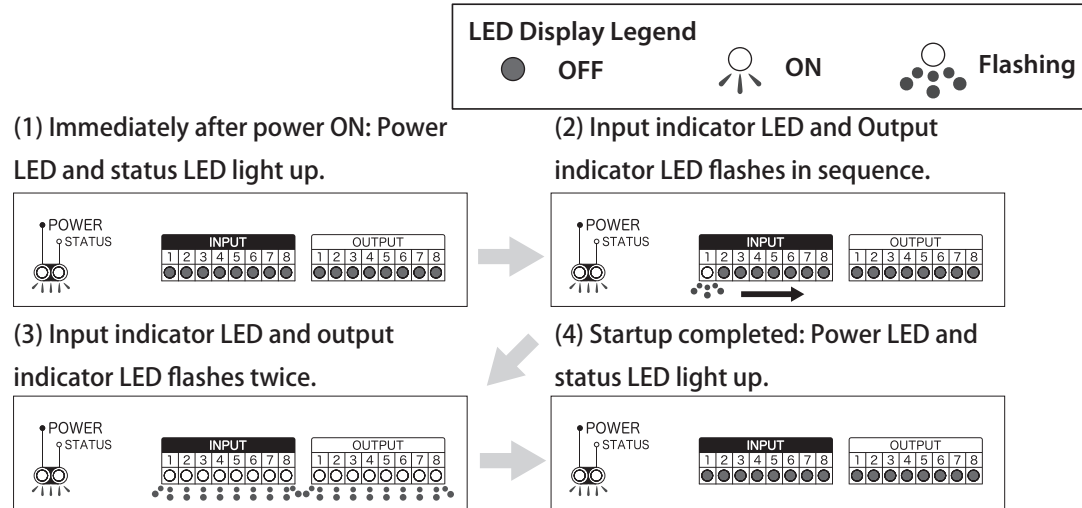 LED Display Legend
OFF
ON
Flashing
(1) Immediately after power ON: Power
LED and status LED light up.
POWER
STATUS
INPUT
1 2 3 4 5 6 7 8
OUTPUT
1 2 3 4 5 6 7 8
(2) Input indicator LED and Output
indicator LED flashes in sequence.
POWER
STATUS
INPUT
1 2 3 4 5 6 7 8
OUTPUT
1 2 3 4 5 6 7 8
(3) Input indicator LED and output
indicator LED flashes twice.
POWER
STATUS
INPUT
1 2 3 4 5 6 7 8
OUTPUT
1 2 3 4 5 6 7 8
(4) Startup completed: Power LED and
status LED light up.
POWER
STATUS
INPUT
1 2 3 4 5 6 7 8
OUTPUT
1 2 3 4 5 6 7 8